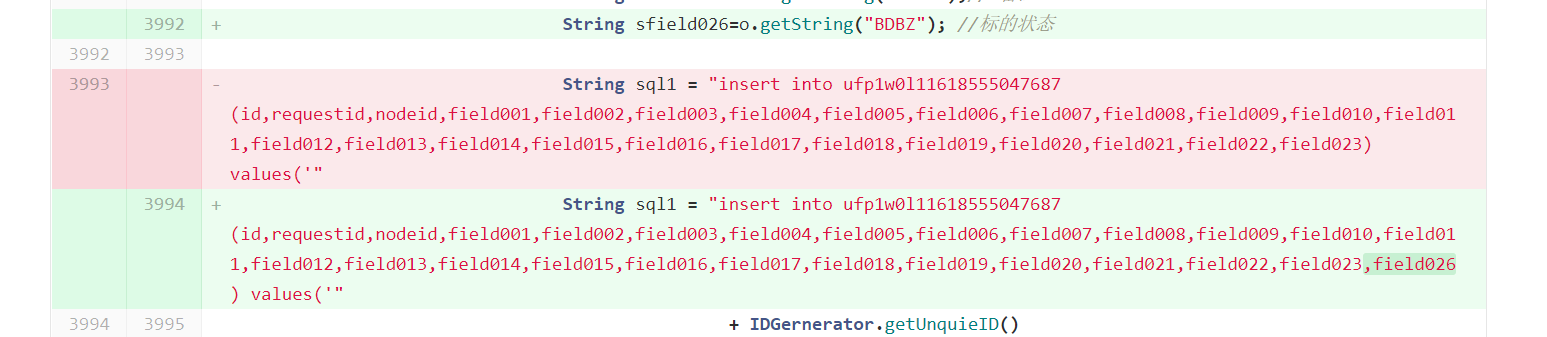 3992 + String sfield026=o.getString("BDBZ"); //标的状态
3992 3993
3993 - String sql1 = "insert into ufp1w0l11618555047687
(id,requestid,nodeid,field001,field002,field003,field004,field005,field006,field007,field008,field009,field010,field01
1,field012,field013,field014,field015,field016,field017,field018,field019,field020,field021,field022,field023)
values('"
3994 + String sql1 = "insert into ufp1w0l11618555047687
(id,requestid,nodeid,field001,field002,field003,field004,field005,field006,field007,field008,field009,field010,field01
1,field012,field013,field014,field015,field016,field017,field018,field019,field020,field021,field022,field023,field026
) values('"
3994 3995 + IDGernerator.getUnquieID()